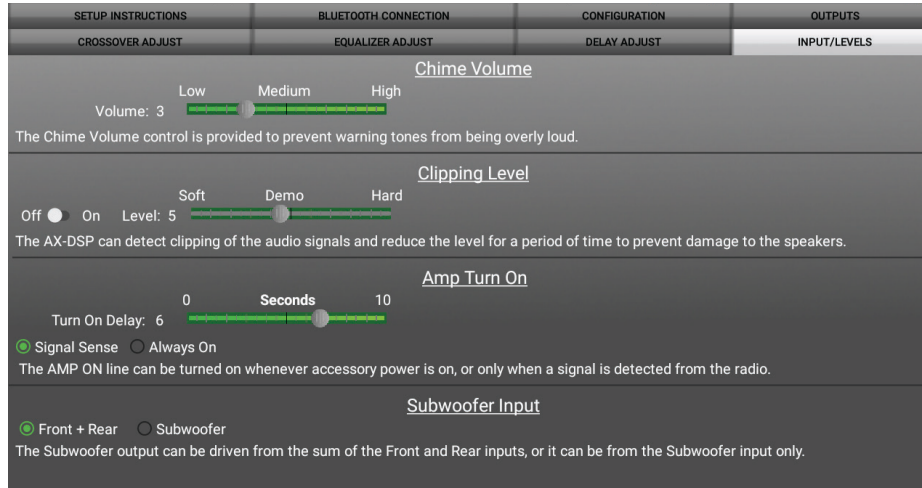 SETUP INSTRUCTIONS BLUETOOTH CONNECTION CONFIGURATION OUTPUTS
CROSSOVER ADJUST EQUALIZER ADJUST DELAY ADJUST INPUT/LEVELS
Chime Volume
Low Medium High
Volume: 3
The Chime Volume control is provided to prevent warning tones from being overly loud.
Clipping Level
Soft Demo Hard
Off On Level: 5
The AX-DSP can detect clipping of the audio signals and reduce the level for a period of time to prevent damage to the speakers.
Amp Turn On
0 Seconds 10
Turn On Delay: 6
Signal Sense Always On
The AMP ON line can be turned on whenever accessory power is on, or only when a signal is detected from the radio.
Subwoofer Input
Front + Rear Subwoofer
The Subwoofer output can be driven from the sum of the Front and Rear inputs, or it can be from the Subwoofer input only.